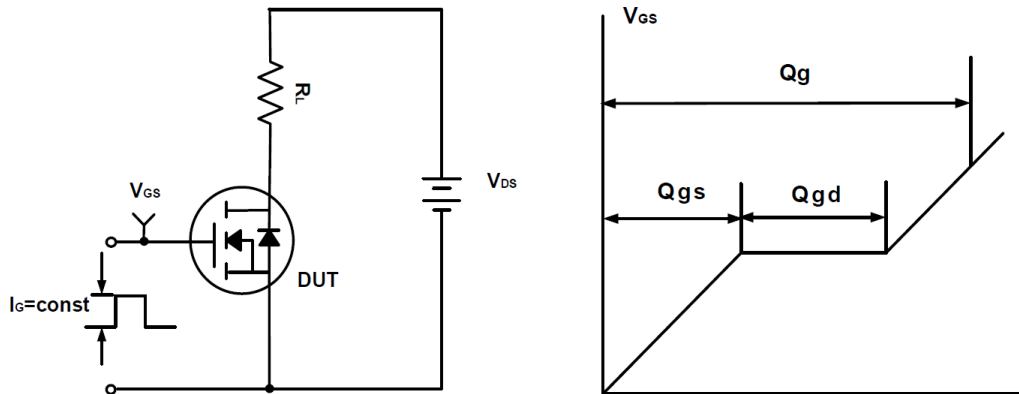 RL
VGS
VDS
DUT
IG=const
VGS
Qg
Qgs
Qgd